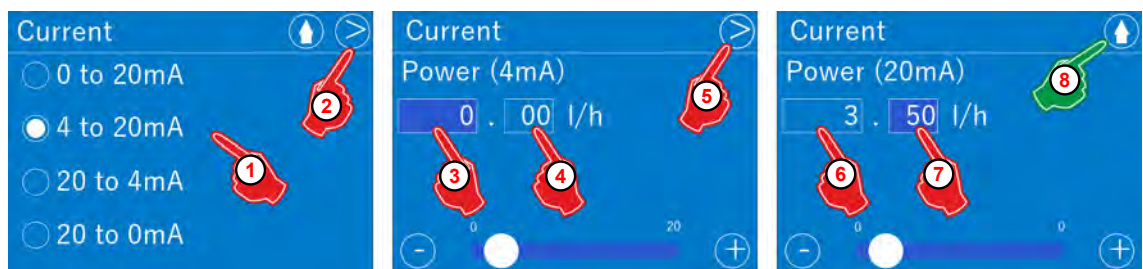 Current >
0 to 20mA
4 to 20mA
20 to 4mA
20 to 0mA
1
2
Current >
Power (4mA)
0 . 00 l/h
3
4
5
0 20
- +
Current
Power (20mA)
3 . 50 l/h
6
7
8
0 0
- +